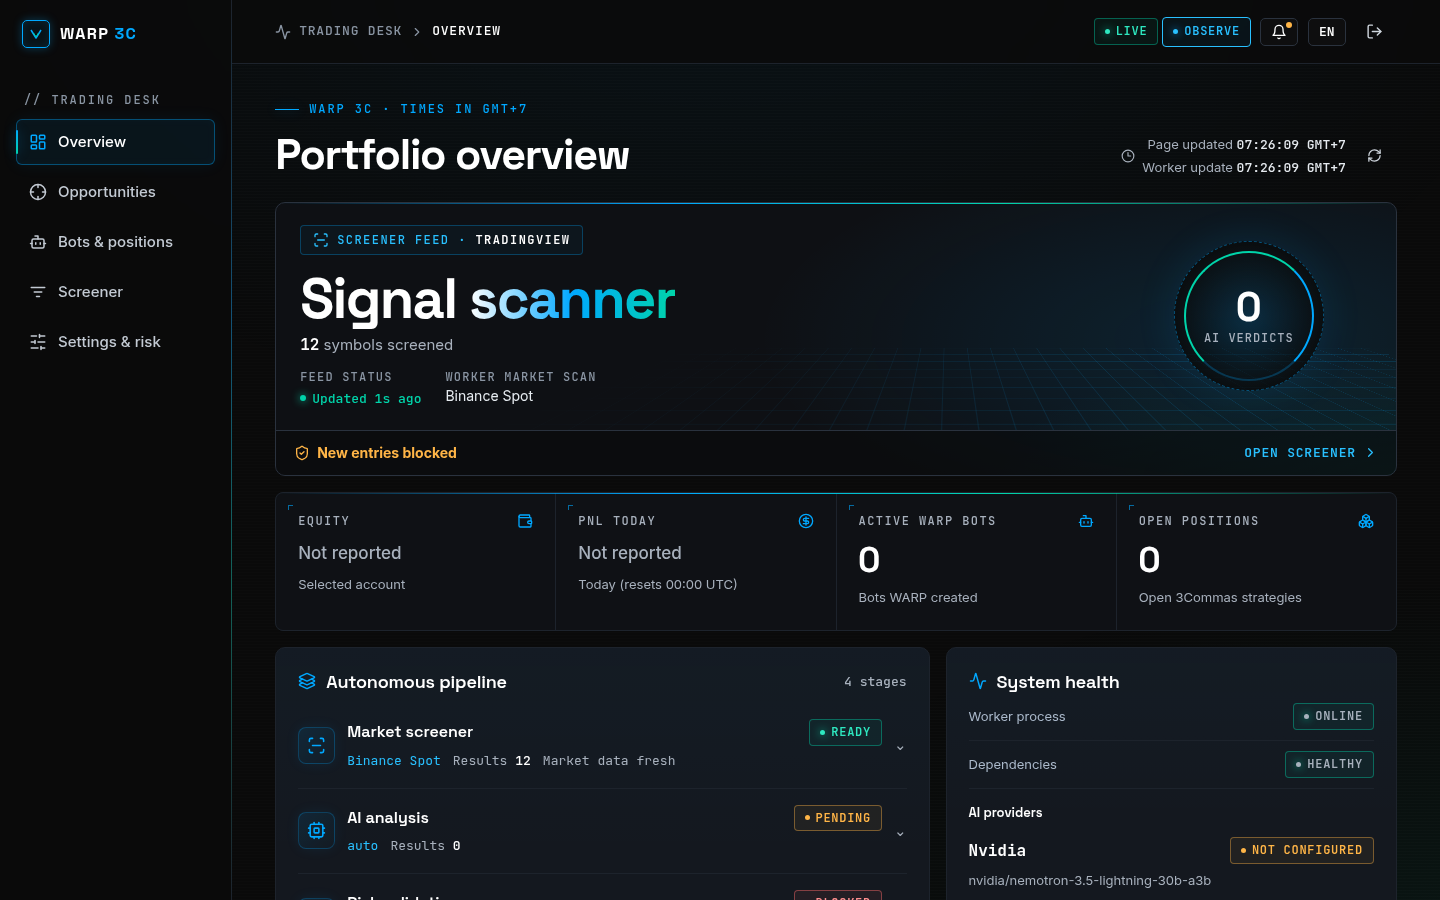 WARP 3C
// TRADING DESK
Overview
Opportunities
Bots & positions
Screener
Settings & risk
TRADING DESK > OVERVIEW
LIVE
OBSERVE
EN
WARP 3C · TIMES IN GMT+7
Portfolio overview
Page updated 07:26:09 GMT+7
Worker update 07:26:09 GMT+7
SCREENER FEED · TRADINGVIEW
Signal scanner
12 symbols screened
FEED STATUS
Updated 1s ago
WORKER MARKET SCAN
Binance Spot
0
AI VERDICTS
New entries blocked
OPEN SCREENER
EQUITY
Not reported
Selected account
PNL TODAY
Not reported
Today (resets 00:00 UTC)
ACTIVE WARP BOTS
0
Bots WARP created
OPEN POSITIONS
0
Open 3Commas strategies
Autonomous pipeline
4 stages
Market screener
READY
Binance Spot Results 12 Market data fresh
AI analysis
PENDING
auto Results 0
System health
Worker process
ONLINE
Dependencies
HEALTHY
AI providers
Nvidia
NOT CONFIGURED
nvidia/nemotron-3.5-lightning-30b-a3b